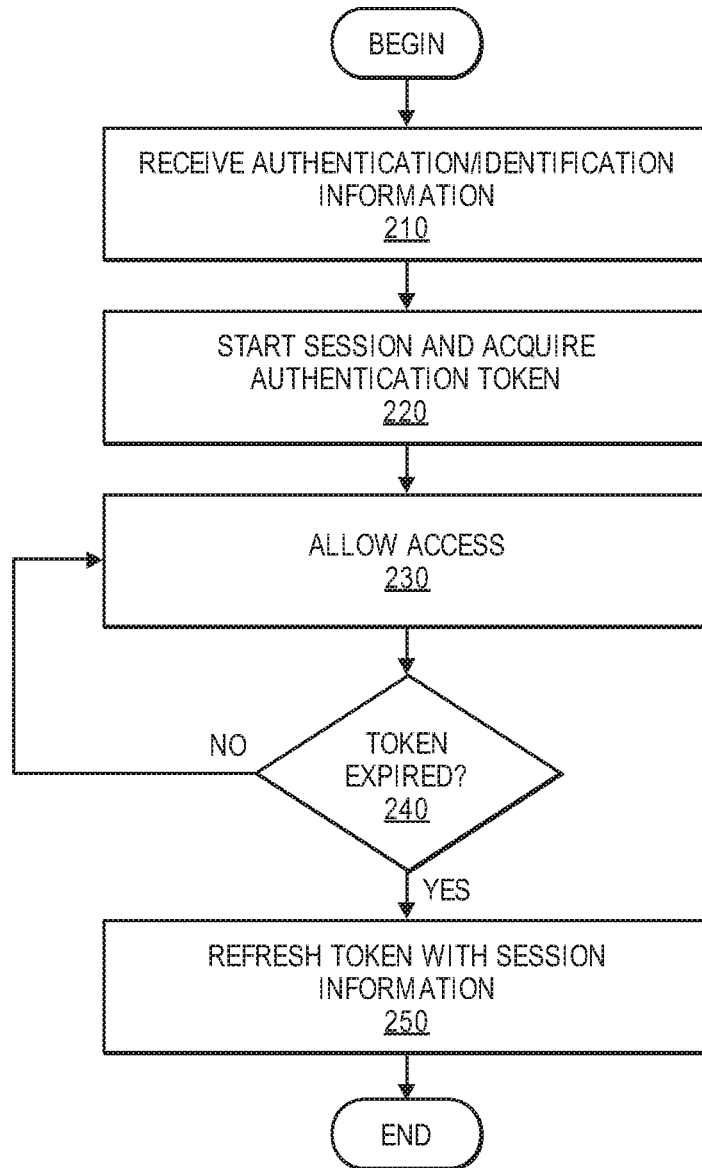 BEGIN
RECEIVE AUTHENTICATION/IDENTIFICATION
INFORMATION
210
START SESSION AND ACQUIRE
AUTHENTICATION TOKEN
220
ALLOW ACCESS
230
NO
TOKEN
EXPIRED?
240
YES
REFRESH TOKEN WITH SESSION
INFORMATION
250
END